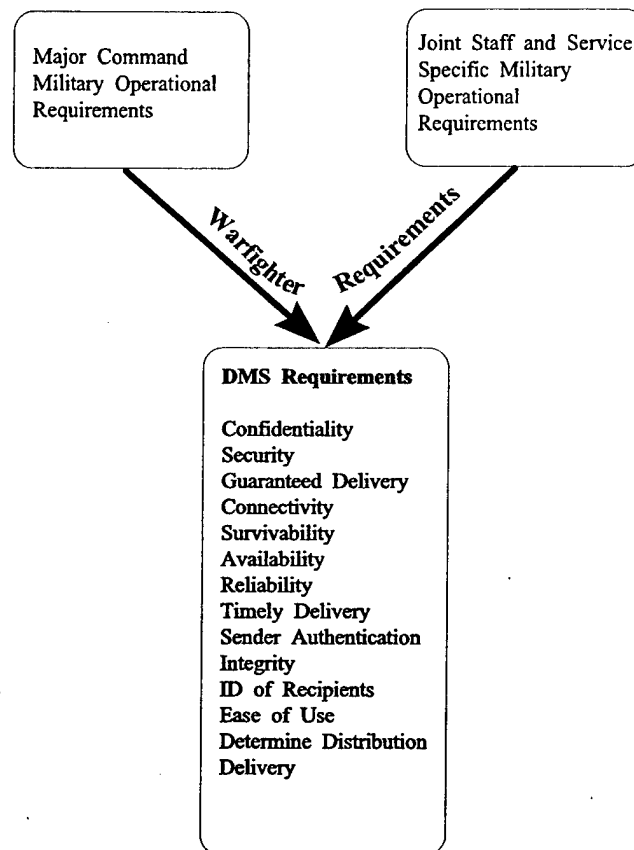 Major Command
Military Operational
Requirements
Joint Staff and Service
Specific Military
Operational
Requirements
Warfighter
Requirements
DMS Requirements
Confidentiality
Security
Guaranteed Delivery
Connectivity
Survivability
Availability
Reliability
Timely Delivery
Sender Authentication
Integrity
ID of Recipients
Ease of Use
Determine Distribution
Delivery